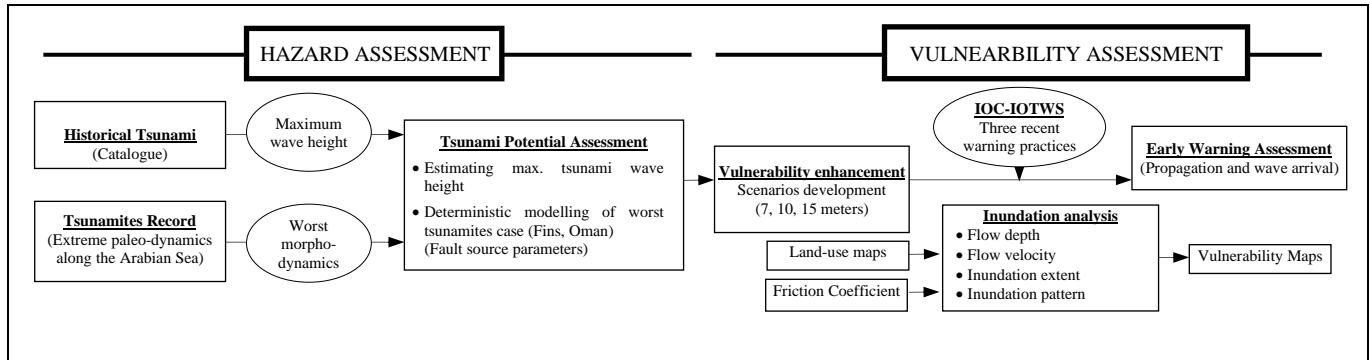 HAZARD ASSESSMENT
VULNEARBILITY ASSESSMENT
Historical Tsunami
(Catalogue)
Maximum
wave height
Tsunamites Record
(Extreme paleo-dynamics
along the Arabian Sea)
Worst
morpho-
dynamics
Tsunami Potential Assessment
• Estimating max. tsunami wave
height
• Deterministic modelling of worst
tsunamites case (Fins, Oman)
(Fault source parameters)
Vulnerability enhancement
Scenarios development
(7, 10, 15 meters)
IOC-IOTWS
Three recent
warning practices
Early Warning Assessment
(Propagation and wave arrival)
Land-use maps
Friction Coefficient
Inundation analysis
• Flow depth
• Flow velocity
• Inundation extent
• Inundation pattern
Vulnerability Maps